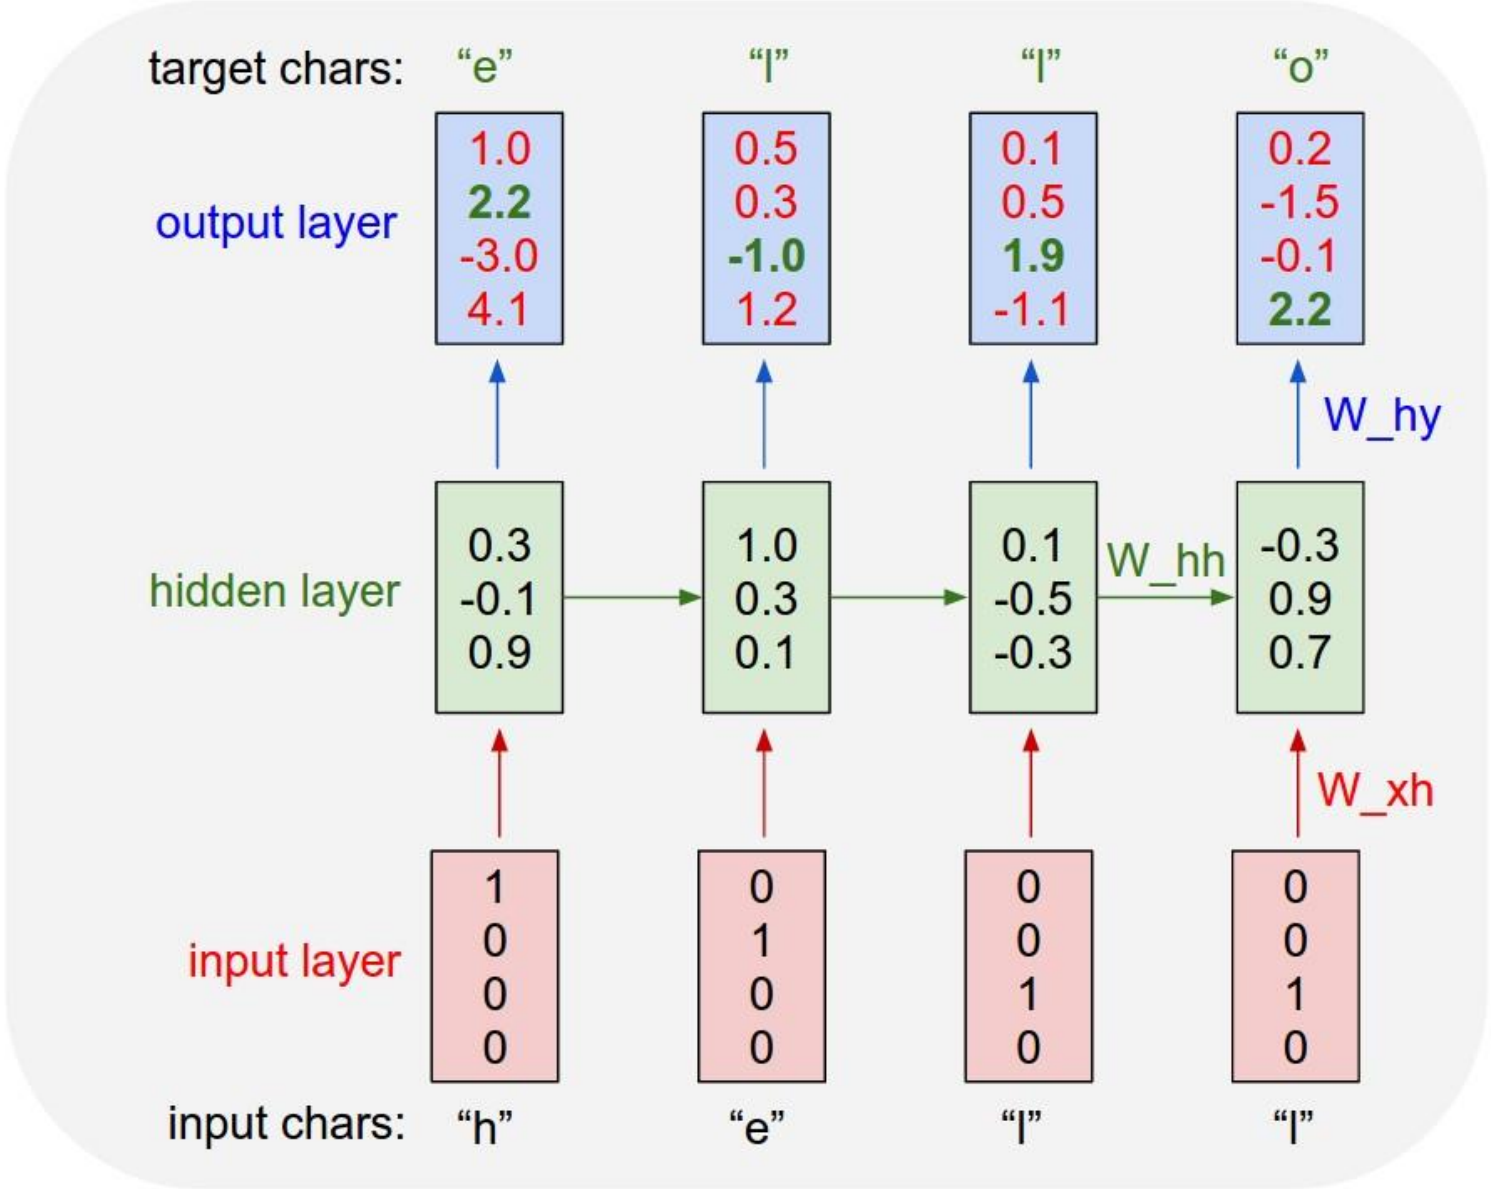 target chars: “e” “l” “l” “o”
1.0 0.5 0.1 0.2
2.2 0.3 0.5 -1.5
output layer
-3.0 -1.0 1.9 -0.1
4.1 1.2 -1.1 2.2
W_hy
0.3 1.0 0.1 -0.3
W_hh
hidden layer -0.1 0.3 -0.5 0.9
0.9 0.1 -0.3 0.7
W_xh
1 0 0 0
0 1 0 0
input layer
0 0 1 1
0 0 0 0
input chars: “h” “e” “l” “l”